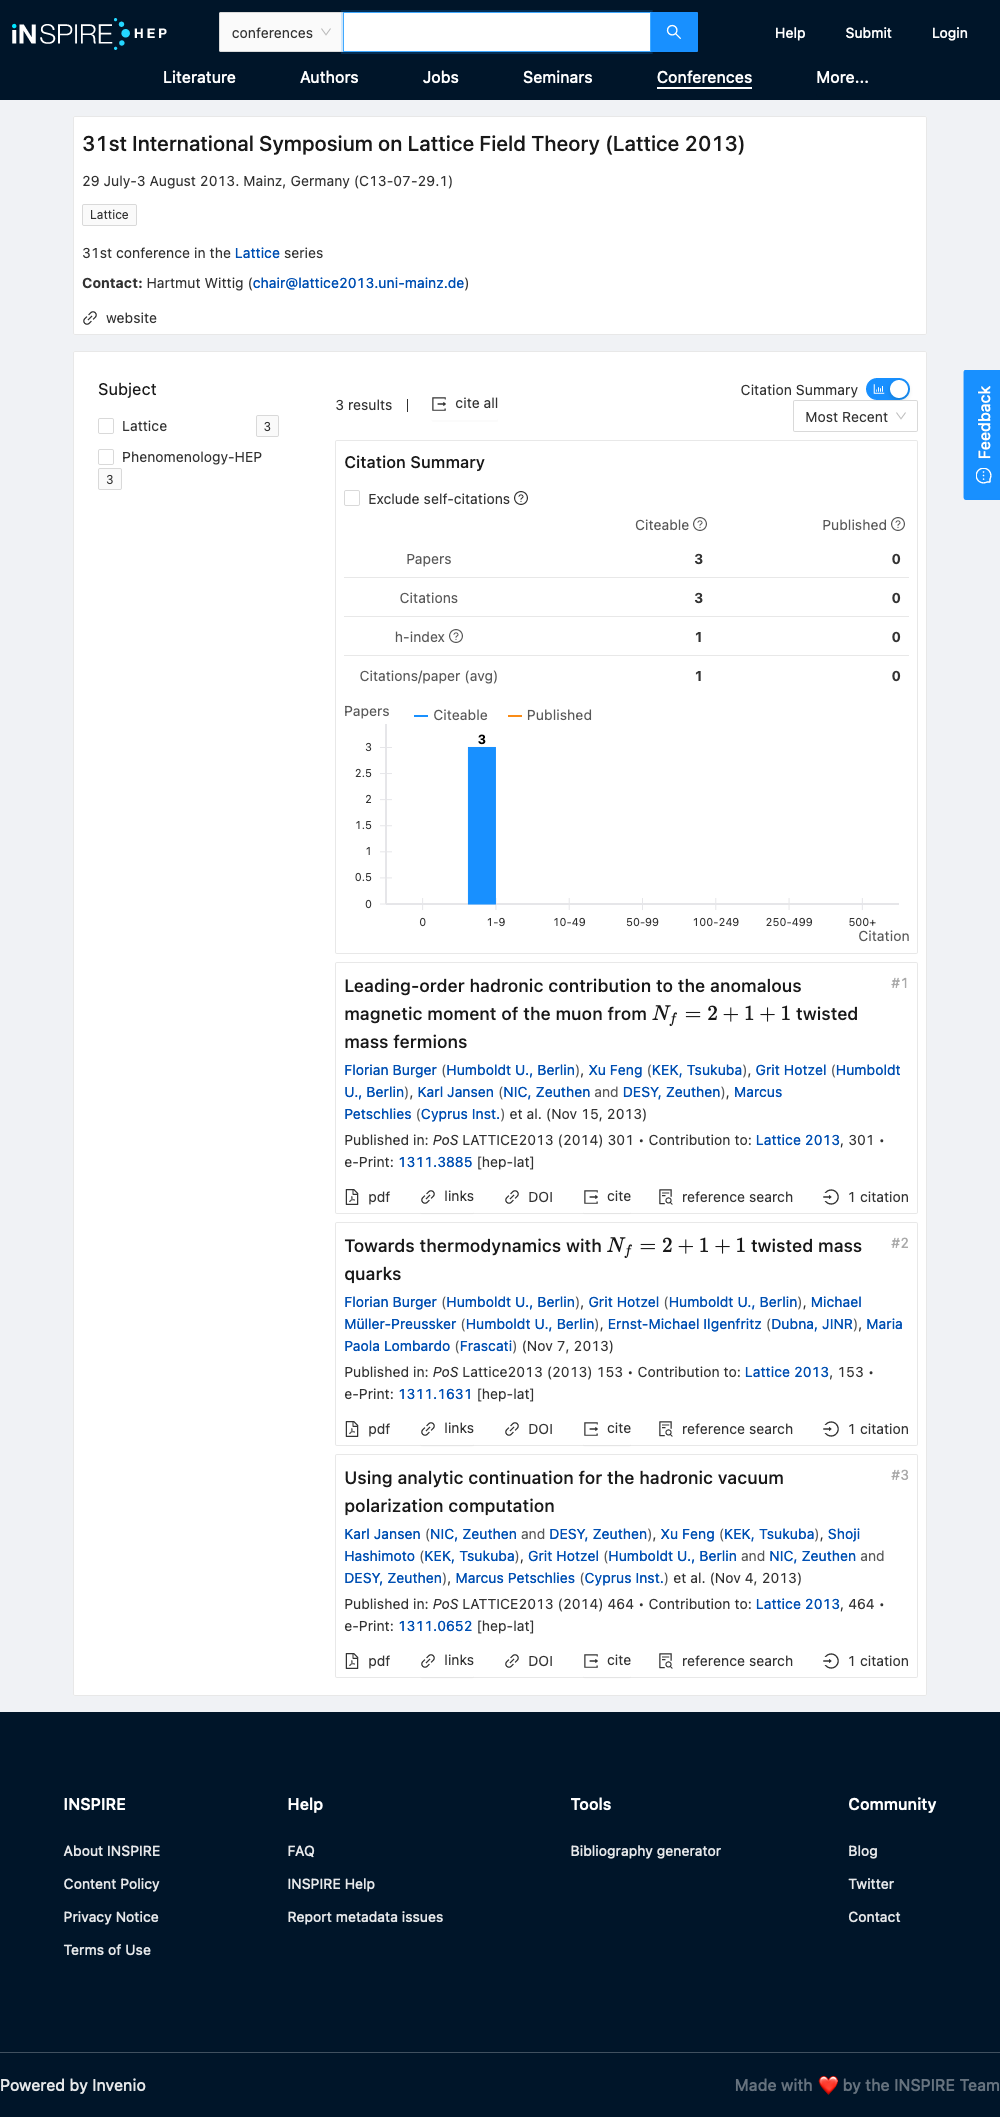 iNSPIRE HEP
conferences
Help
Submit
Login
Literature
Authors
Jobs
Seminars
Conferences
More...
31st International Symposium on Lattice Field Theory (Lattice 2013)
29 July-3 August 2013. Mainz, Germany (C13-07-29.1)
Lattice
31st conference in the Lattice series
Contact: Hartmut Wittig (chair@lattice2013.uni-mainz.de)
website
Subject
Lattice 3
Phenomenology-HEP
3
3 results | cite all
Citation Summary
Most Recent
Feedback
Citation Summary
Exclude self-citations
Citeable Published
Papers 3 0
Citations 3 0
h-index 1 0
Citations/paper (avg) 1 0
Papers
Citeable Published
3
3
2.5
2
1.5
1
0.5
0
0 1-9 10-49 50-99 100-249 250-499 500+
Citation
Leading-order hadronic contribution to the anomalous #1
magnetic moment of the muon from N_f = 2 + 1 + 1 twisted
mass fermions
Florian Burger (Humboldt U., Berlin), Xu Feng (KEK, Tsukuba), Grit Hotzel (Humboldt
U., Berlin), Karl Jansen (NIC, Zeuthen and DESY, Zeuthen), Marcus
Petschlies (Cyprus Inst.) et al. (Nov 15, 2013)
Published in: PoS LATTICE2013 (2014) 301 • Contribution to: Lattice 2013, 301 •
e-Print: 1311.3885 [hep-lat]
pdf links DOI cite reference search 1 citation
Towards thermodynamics with N_f = 2 + 1 + 1 twisted mass #2
quarks
Florian Burger (Humboldt U., Berlin), Grit Hotzel (Humboldt U., Berlin), Michael
Müller-Preussker (Humboldt U., Berlin), Ernst-Michael Ilgenfritz (Dubna, JINR), Maria
Paola Lombardo (Frascati) (Nov 7, 2013)
Published in: PoS Lattice2013 (2013) 153 • Contribution to: Lattice 2013, 153 •
e-Print: 1311.1631 [hep-lat]
pdf links DOI cite reference search 1 citation
Using analytic continuation for the hadronic vacuum #3
polarization computation
Karl Jansen (NIC, Zeuthen and DESY, Zeuthen), Xu Feng (KEK, Tsukuba), Shoji
Hashimoto (KEK, Tsukuba), Grit Hotzel (Humboldt U., Berlin and NIC, Zeuthen and
DESY, Zeuthen), Marcus Petschlies (Cyprus Inst.) et al. (Nov 4, 2013)
Published in: PoS LATTICE2013 (2014) 464 • Contribution to: Lattice 2013, 464 •
e-Print: 1311.0652 [hep-lat]
pdf links DOI cite reference search 1 citation
INSPIRE
About INSPIRE
Content Policy
Privacy Notice
Terms of Use
Help
FAQ
INSPIRE Help
Report metadata issues
Tools
Bibliography generator
Community
Blog
Twitter
Contact
Powered by Invenio
Made with ❤️ by the INSPIRE Team